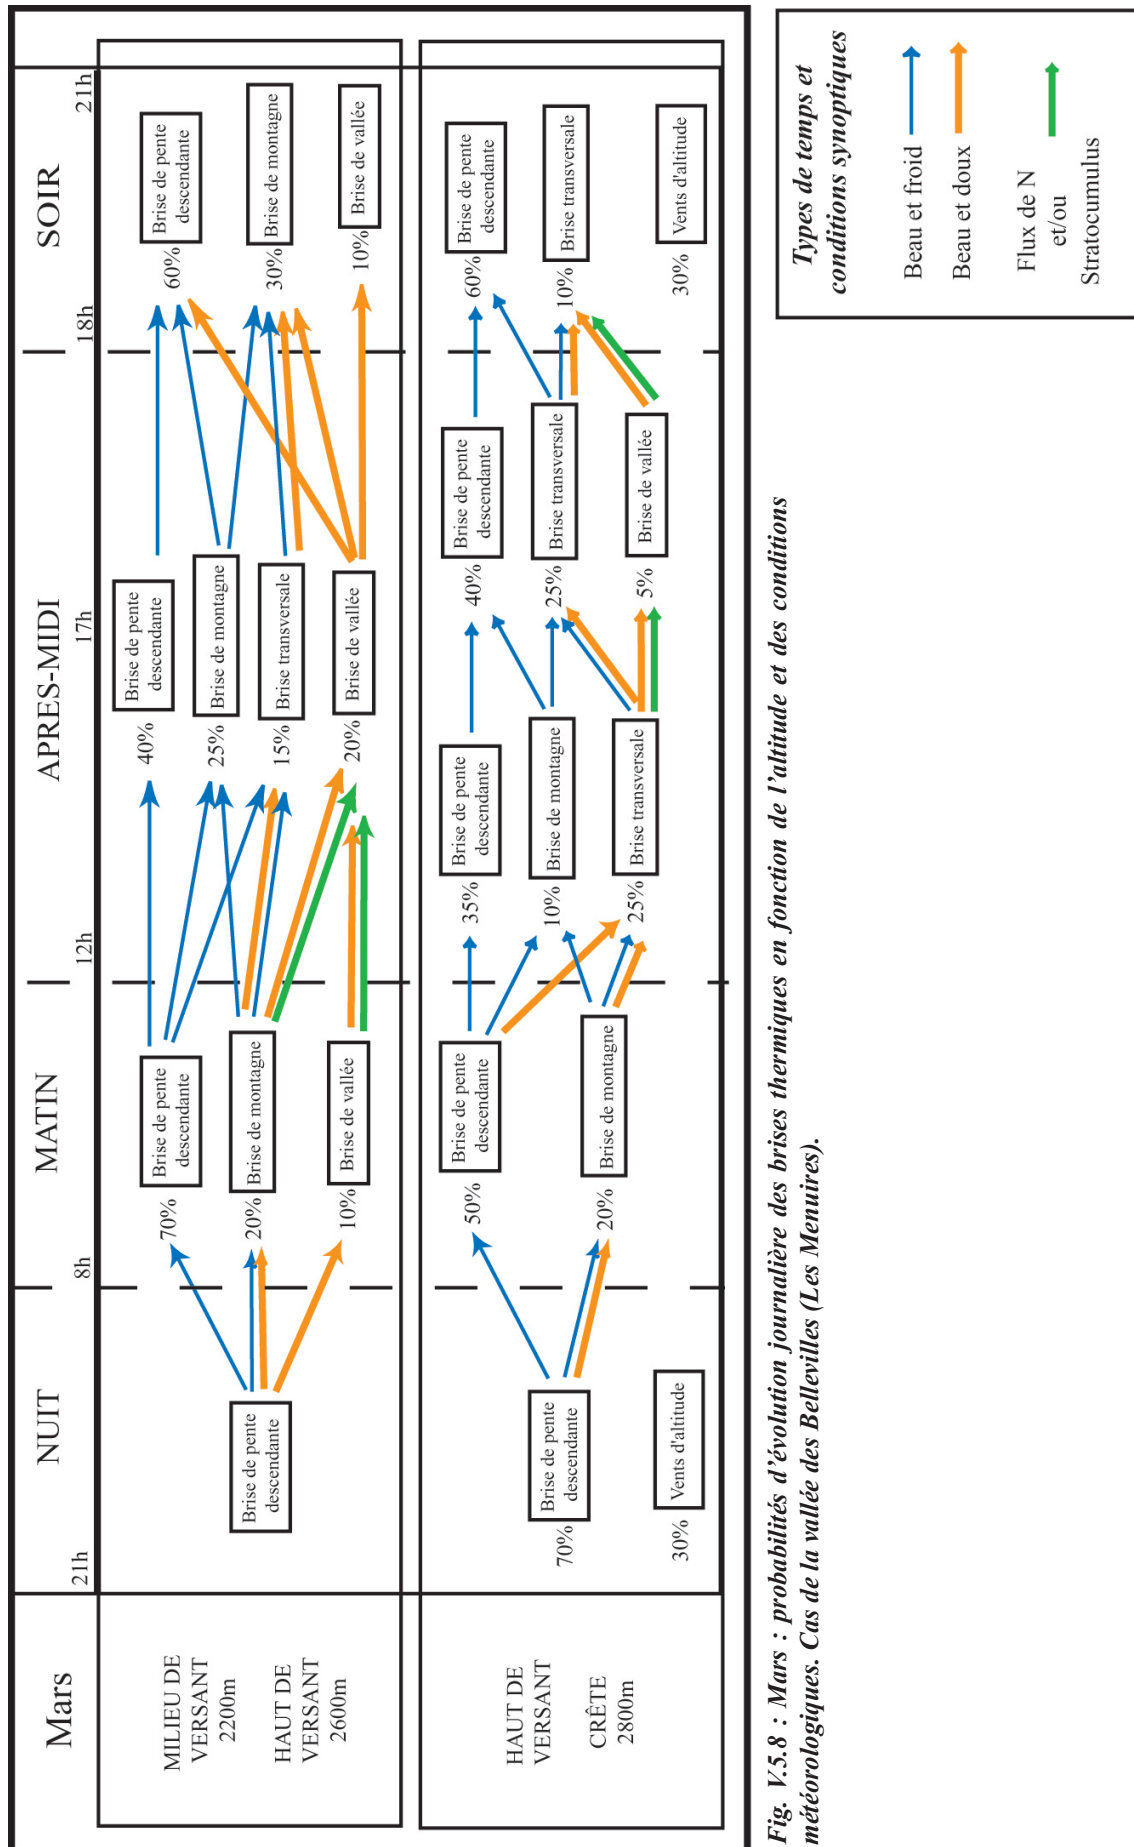 Mars
NUIT
MATIN
APRES-MIDI
SOIR
21h
8h
12h
17h
18h
21h
MILIEU DE
VERSANT
2200m
HAUT DE
VERSANT
2600m
Brise de pente
descendante
70%
Brise de pente
descendante
20%
Brise de montagne
10%
Brise de vallée
40%
Brise de pente
descendante
25%
Brise de montagne
15%
Brise transversale
20%
Brise de vallée
60%
Brise de pente
descendante
30%
Brise de montagne
10%
Brise de vallée
HAUT DE
VERSANT
CRÊTE
2800m
70%
Brise de pente
descendante
30%
Vents d'altitude
50%
Brise de pente
descendante
20%
Brise de montagne
35%
Brise de pente
descendante
10%
Brise de montagne
25%
Brise transversale
40%
Brise de pente
descendante
25%
Brise transversale
5%
Brise de vallée
60%
Brise de pente
descendante
10%
Brise transversale
30%
Vents d'altitude
Fig. V.5.8 : Mars : probabilités d'évolution journalière des brises thermiques en fonction de l'altitude et des conditions
météorologiques. Cas de la vallée des Bellevilles (Les Menuires).
Types de temps et
conditions synoptiques
Beau et froid
Beau et doux
Flux de N
et/ou
Stratocumulus